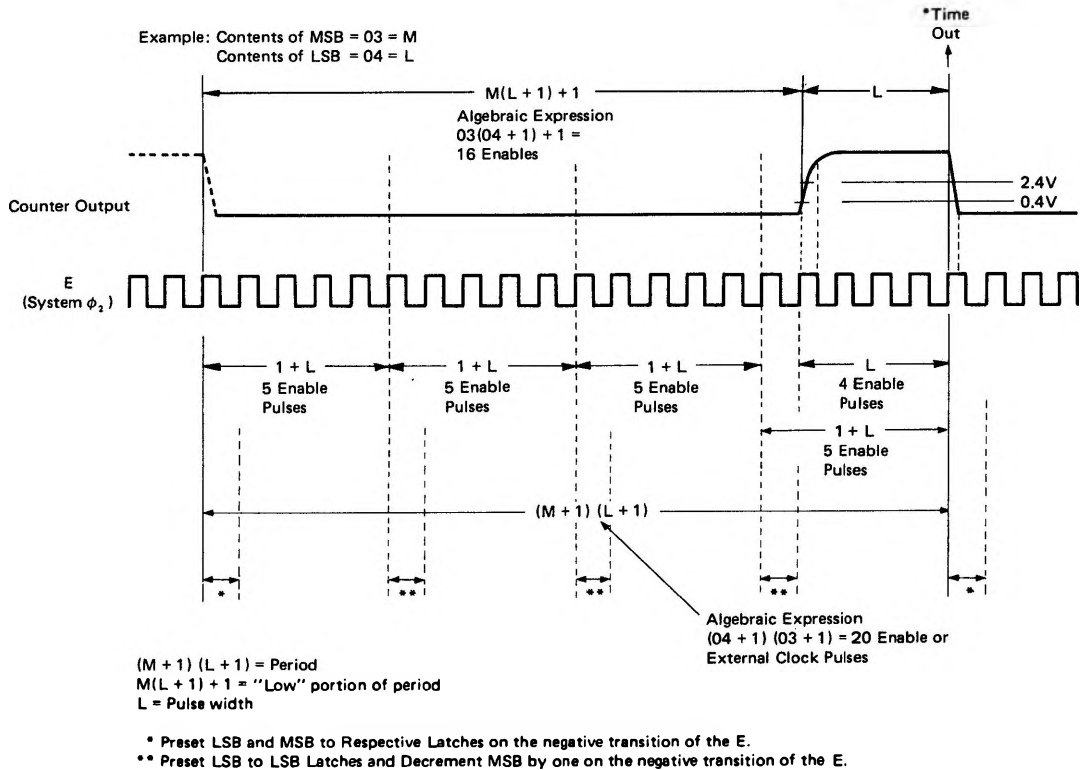 *Time
Out
Example: Contents of MSB = 03 = M
Contents of LSB = 04 = L
M(L + 1) + 1
L
Algebraic Expression
03(04 + 1) + 1 =
16 Enables
2.4V
0.4V
Counter Output
E
(System ϕ₂)
1 + L
5 Enable
Pulses
1 + L
5 Enable
Pulses
1 + L
5 Enable
Pulses
L
4 Enable
Pulses
1 + L
5 Enable
Pulses
(M + 1) (L + 1)
*
**
**
**
*
Algebraic Expression
(04 + 1) (03 + 1) = 20 Enable or
External Clock Pulses
(M + 1) (L + 1) = Period
M(L + 1) + 1 = "Low" portion of period
L = Pulse width
* Preset LSB and MSB to Respective Latches on the negative transition of the E.
** Preset LSB to LSB Latches and Decrement MSB by one on the negative transition of the E.